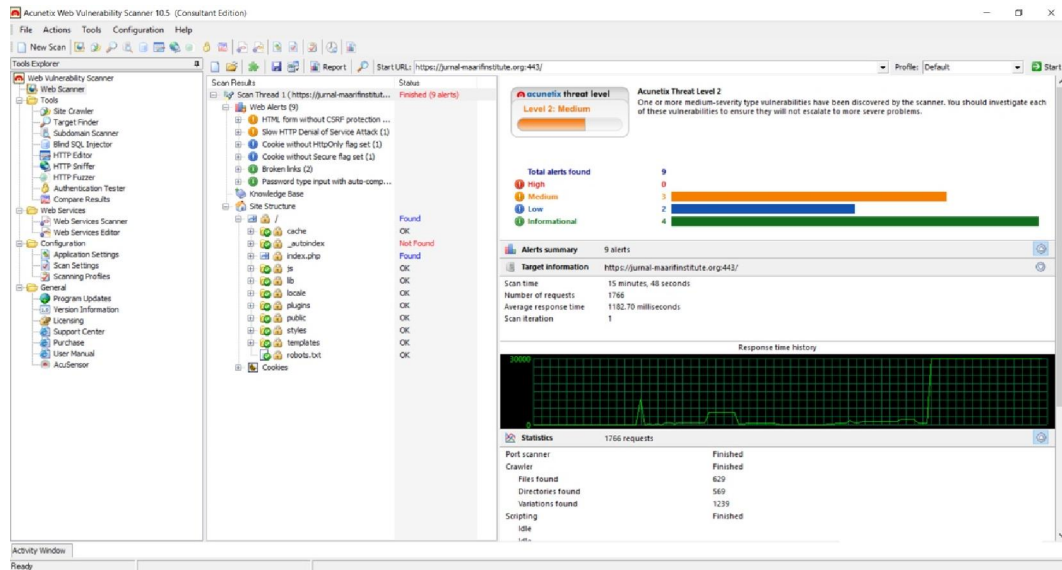 Acunetix Web Vulnerability Scanner 10.5 (Consultant Edition)
File Actions Tools Configuration Help
New Scan
Tools Explorer
Report
Start URL: https://jurnal-maarifinstitute.org:443/
Profile: Default
Start
Web Vulnerability Scanner
Web Scanner
Tools
Site Crawler
Target Finder
Subdomain Scanner
Blind SQL Injector
HTTP Editor
HTTP Sniffer
HTTP Fuzzer
Authentication Tester
Compare Results
Web Services
Web Services Scanner
Web Services Editor
Configuration
Application Settings
Scan Settings
Scanning Profiles
General
Program Updates
Version Information
Licensing
Support Center
Purchase
User Manual
AcuSensor
Scan Results Status
Scan Thread 1 ( https://jurnal-maarifinstitut... Finished (9 alerts)
Web Alerts (9)
HTML form without CSRF protection ...
Slow HTTP Denial of Service Attack (1)
Cookie without HttpOnly flag set (1)
Cookie without Secure flag set (1)
Broken links (2)
Password type input with auto-comp...
Knowledge Base
Site Structure
/ Found
cache OK
_autoindex Not Found
index.php Found
js OK
lib OK
locale OK
plugins OK
public OK
styles OK
templates OK
robots.txt OK
Cookies
acunetix threat level
Level 2: Medium
Acunetix Threat Level 2
One or more medium-severity type vulnerabilities have been discovered by the scanner. You should investigate each
of these vulnerabilities to ensure they will not escalate to more severe problems.
Total alerts found 9
High 0
Medium 3
Low 2
Informational 4
Alerts summary 9 alerts
Target information https://jurnal-maarifinstitute.org:443/
Scan time 15 minutes, 48 seconds
Number of requests 1766
Average response time 1182.70 milliseconds
Scan iteration 1
Response time history
30000
0
Statistics 1766 requests
Port scanner Finished
Crawler Finished
Files found 629
Directories found 569
Variations found 1239
Scripting Finished
Idle
Activity Window
Ready